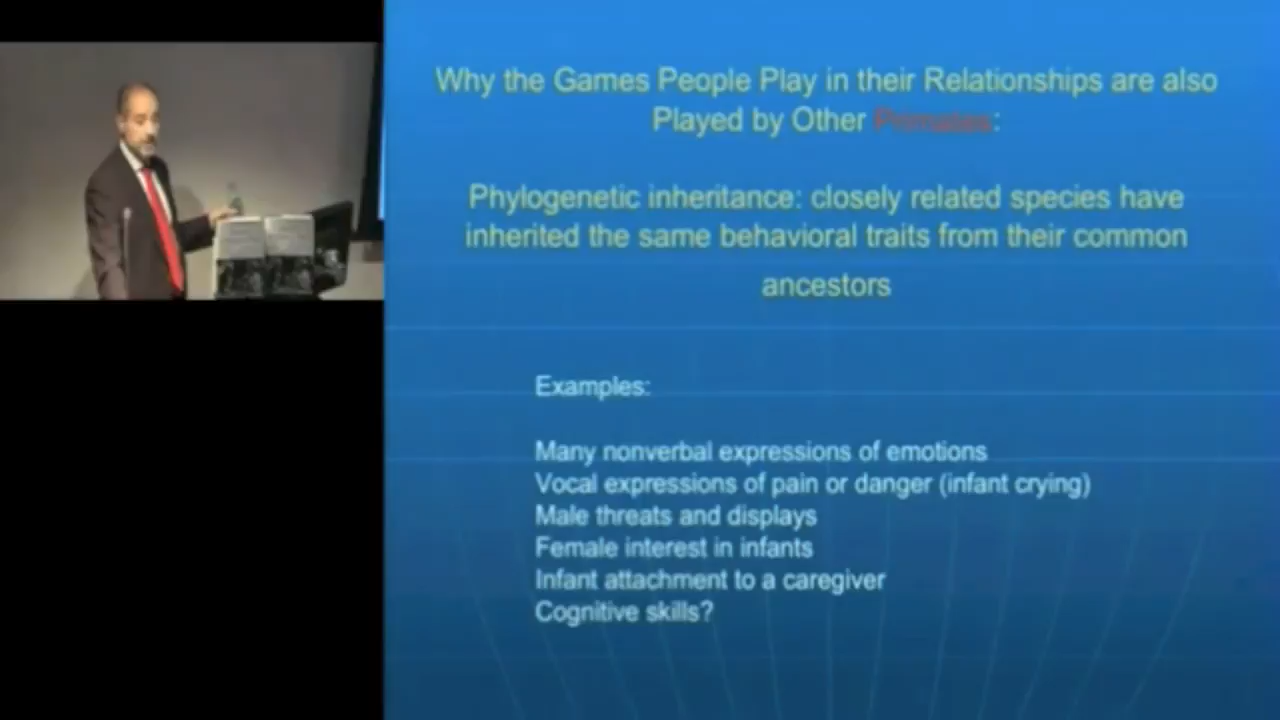 Why the Games People Play in their Relationships are also
Played by Other Primates:
Phylogenetic inheritance: closely related species have
inherited the same behavioral traits from their common
ancestors
Examples:
Many nonverbal expressions of emotions
Vocal expressions of pain or danger (infant crying)
Male threats and displays
Female interest in infants
Infant attachment to a caregiver
Cognitive skills?